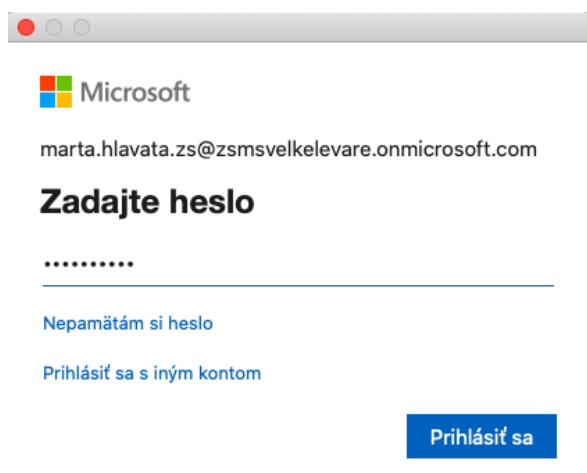 Microsoft
marta.hlavata.zs@zsmsvelkelevare.onmicrosoft.com
Zadajte heslo
••••••••••
Nepamätám si heslo
Prihlásiť sa s iným kontom
Prihlásiť sa